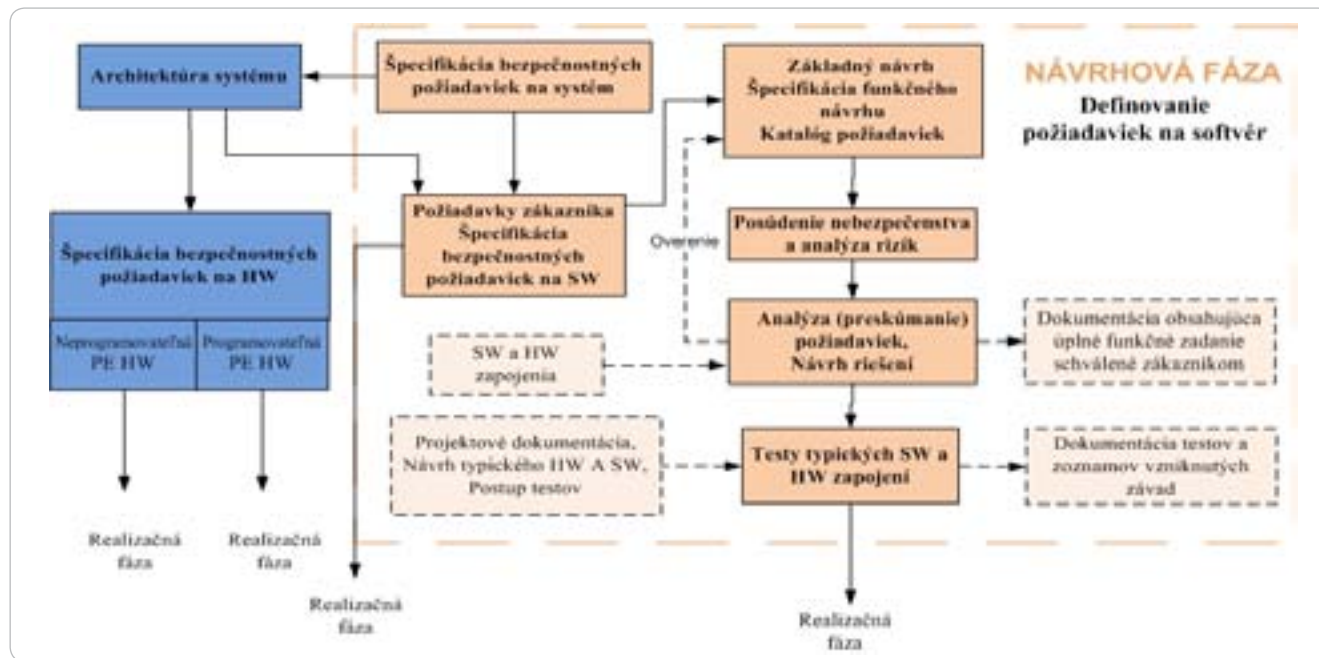 Architektúra systému
Špecifikácia bezpečnostných
požiadaviek na systém
Základný návrh
Špecifikácia funkčného
návrhu
Katalóg požiadaviek
NÁVRHOVÁ FÁZA
Definovanie
požiadaviek na softvér
Požiadavky zákazníka
Špecifikácia
bezpečnostných
požiadaviek na SW
Overenie
Posúdenie nebezpečenstva
a analýza rizík
Špecifikácia bezpečnostných
požiadaviek na HW
Neprogramovateľná
PE HW
Programovateľná
PE HW
SW a HW
zapojenia
Analýza (preskúmanie)
požiadaviek,
Návrh riešení
Dokumentácia obsahujúca
úplné funkčné zadanie
schválené zákazníkom
Projektové dokumentácia,
Návrh typického HW A SW,
Postup testov
Testy typických SW a
HW zapojení
Dokumentácia testov a
zoznamov vzniknutých
závad
Realizačná
fáza
Realizačná
fáza
Realizačná
fáza
Realizačná
fáza